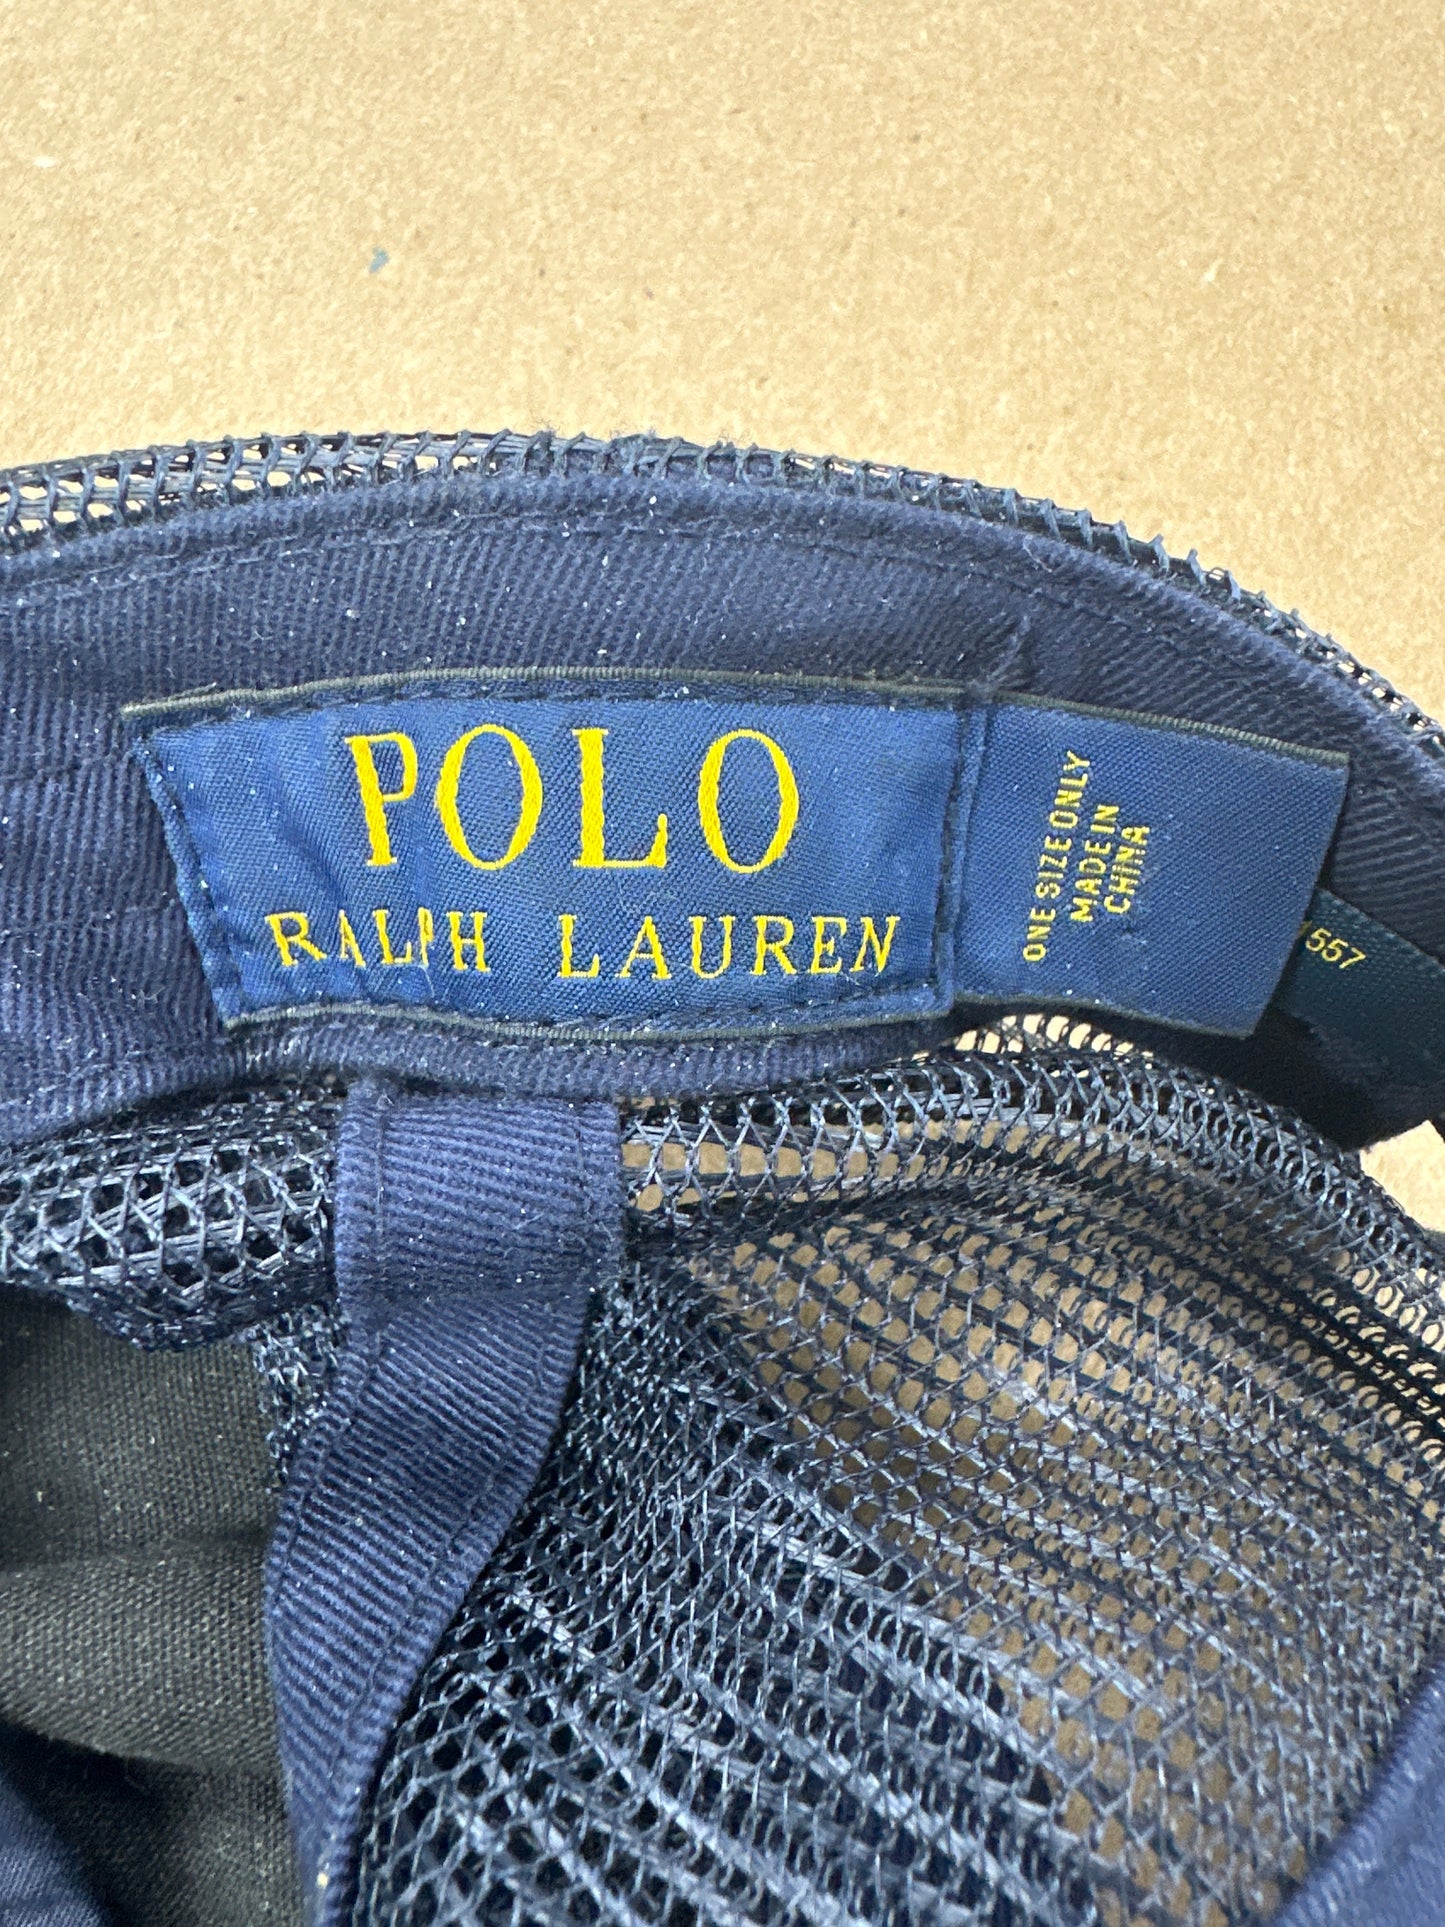 POLO
RALPH LAUREN
ONE SIZE ONLY
MADE IN
CHINA
557